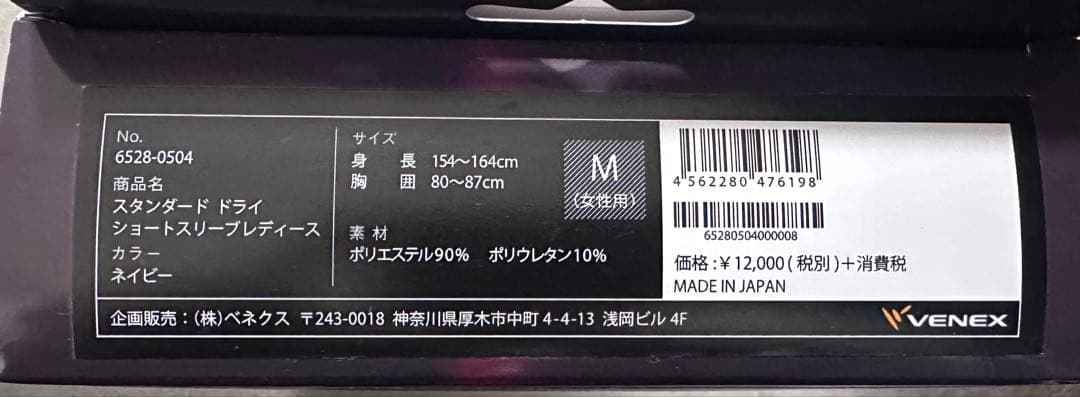 No.
6528-0504
商品名
スタンダード ドライ
ショートスリーブレディース
カラー
ネイビー
サイズ
身 長 154～164cm
胸 囲 80～87cm
M
(女性用)
素 材
ポリエステル90% ポリウレタン10%
4 562280 476198
65280504000008
価格:￥12,000(税別)+消費税
MADE IN JAPAN
企画販売：(株)ベネクス 〒243-0018 神奈川県厚木市中町 4-4-13 浅岡ビル 4F
VENEX